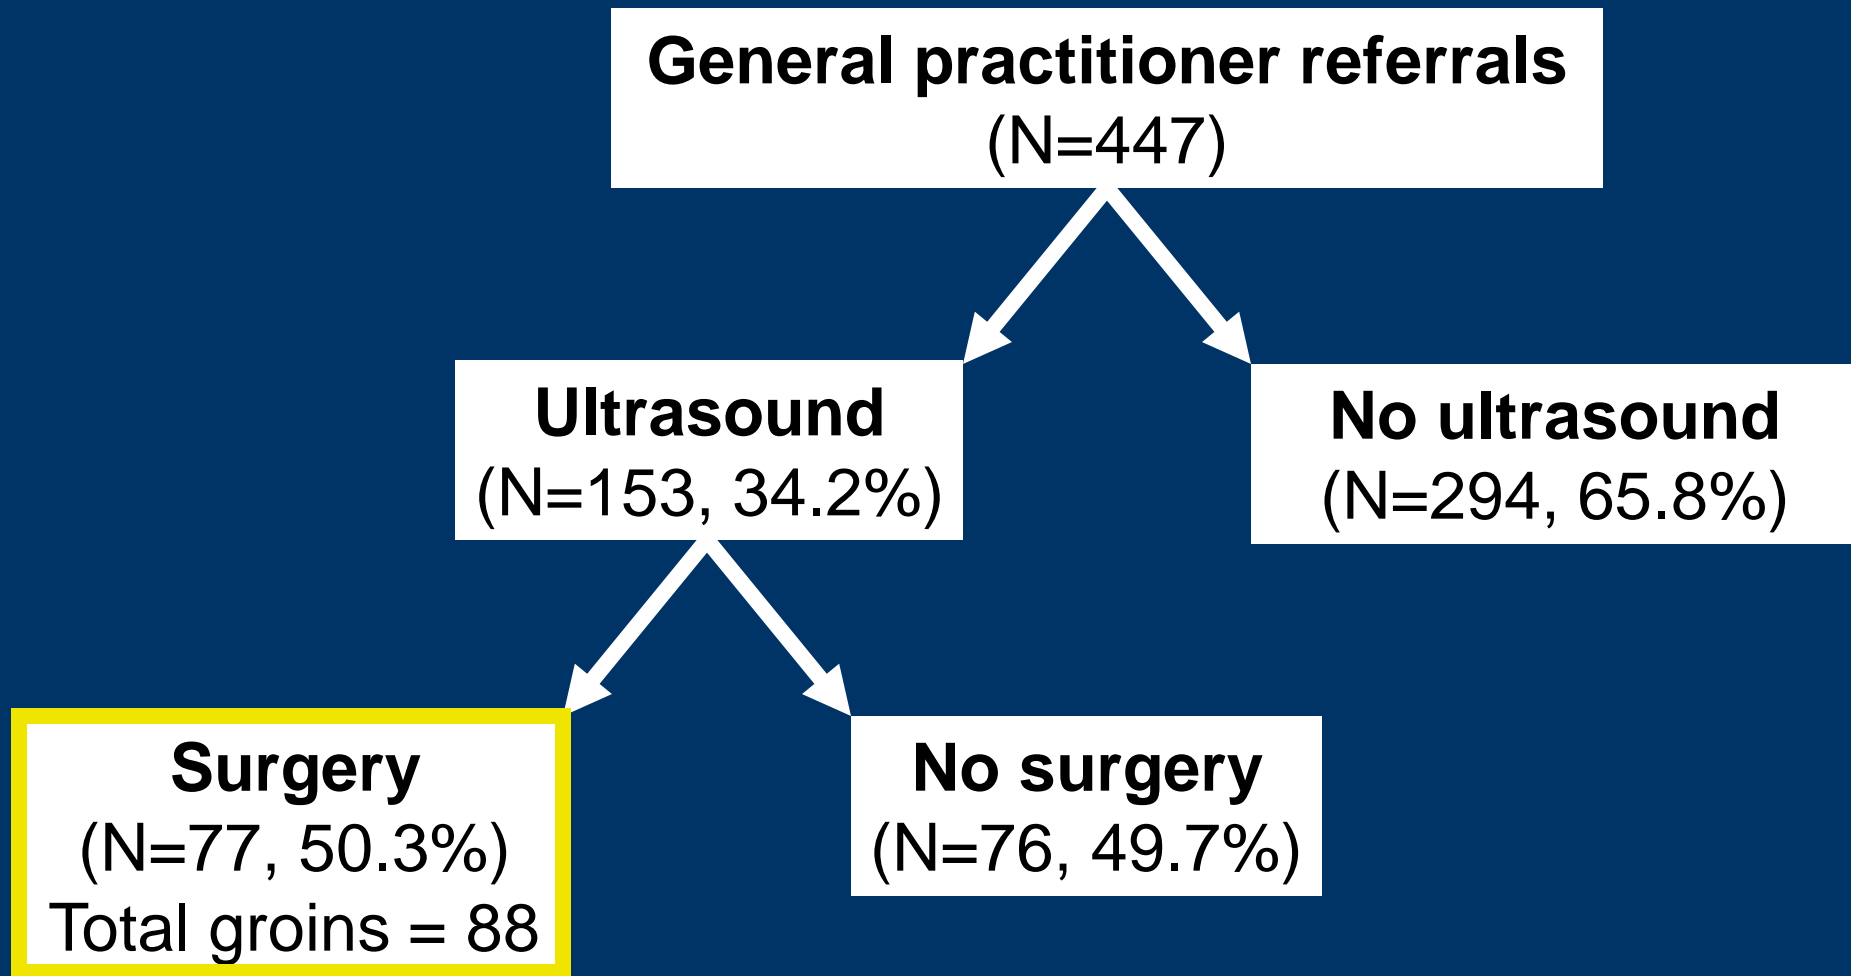 General practitioner referrals
(N=447)
Ultrasound
(N=153, 34.2%)
No ultrasound
(N=294, 65.8%)
Surgery
(N=77, 50.3%)
Total groins = 88
No surgery
(N=76, 49.7%)